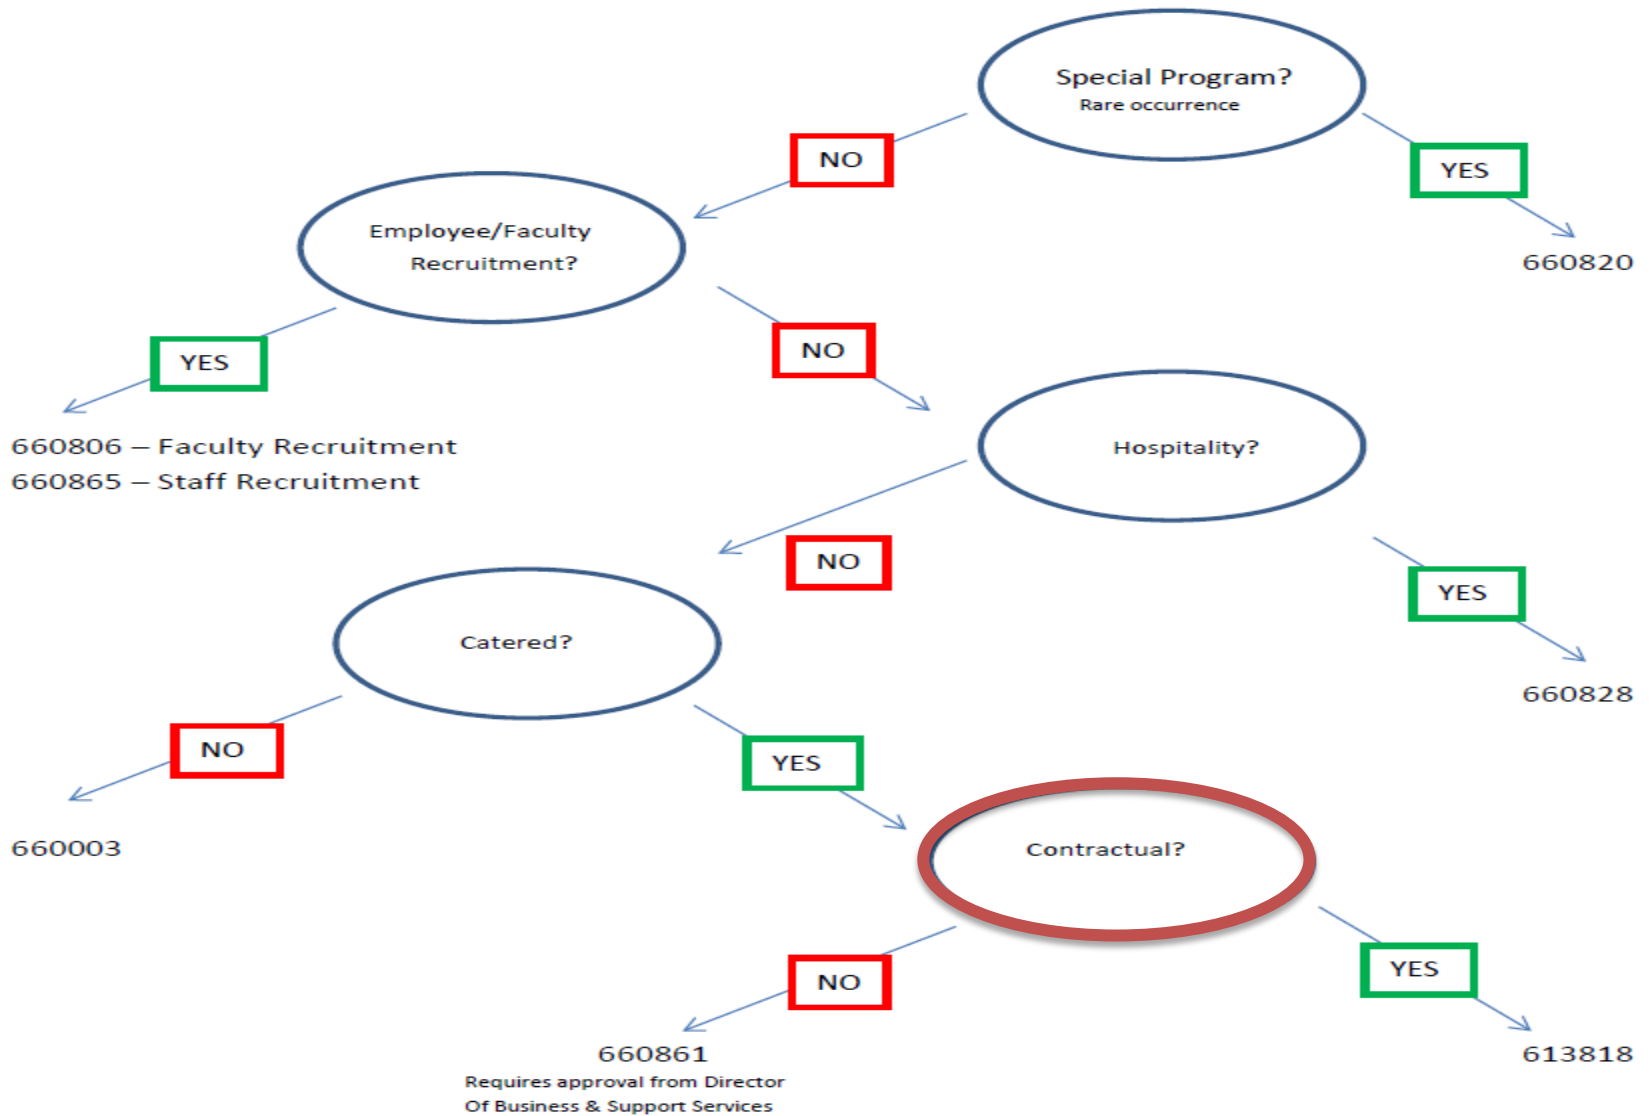 Special Program?
Rare occurrence
NO
YES
Employee/Faculty
Recruitment?
660820
YES
NO
660806 – Faculty Recruitment
660865 – Staff Recruitment
Hospitality?
NO
YES
Catered?
660828
NO
YES
660003
Contractual?
NO
YES
660861
Requires approval from Director
Of Business & Support Services
613818